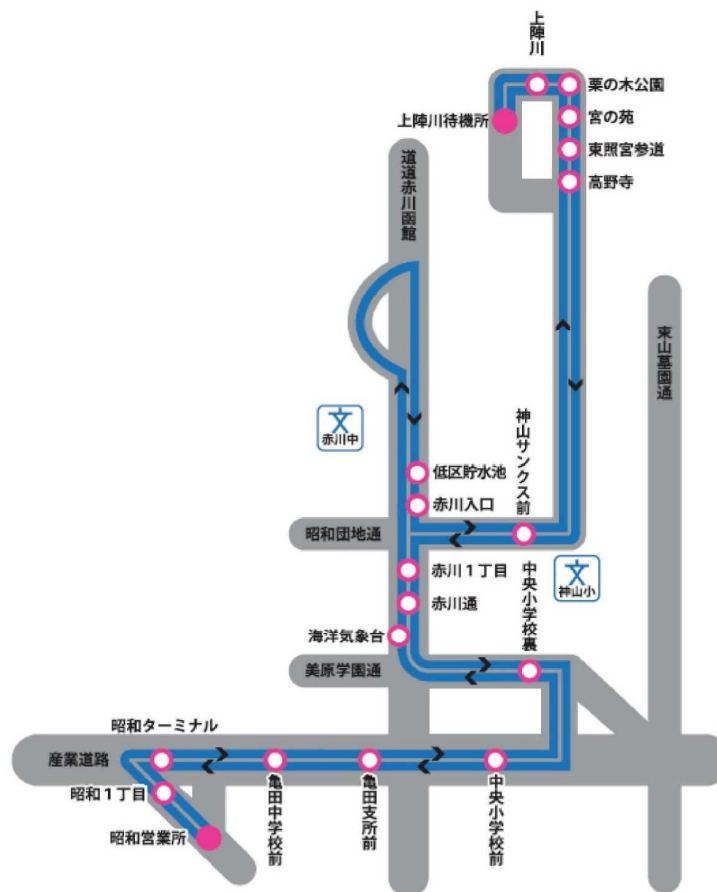 上陣川
栗の木公園
上陣川待機所
宮の苑
東照宮参道
高野寺
道道赤川函館
東山墓園通
文
赤川中
神山サンクス前
低区貯水池
赤川入口
昭和団地通
赤川1丁目
文
神山小
中央小学校裏
赤川通
海洋気象台
美原学園通
昭和ターミナル
産業道路
昭和1丁目
亀田中学校前
亀田支所前
中央小学校前
昭和営業所